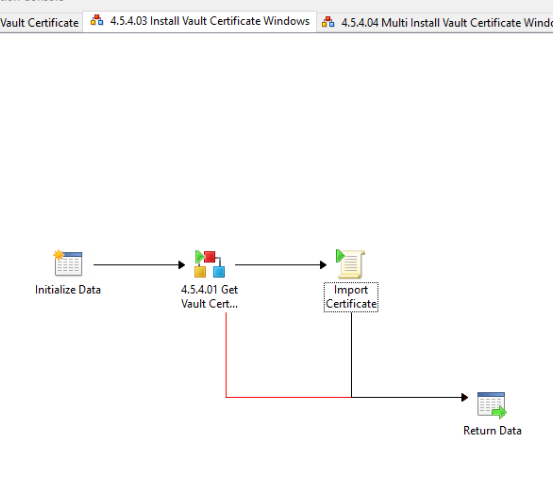 Vault Certificate
4.5.4.03 Install Vault Certificate Windows
4.5.4.04 Multi Install Vault Certificate Windo
Initialize Data
4.5.4.01 Get
Vault Cert...
Import
Certificate
Return Data